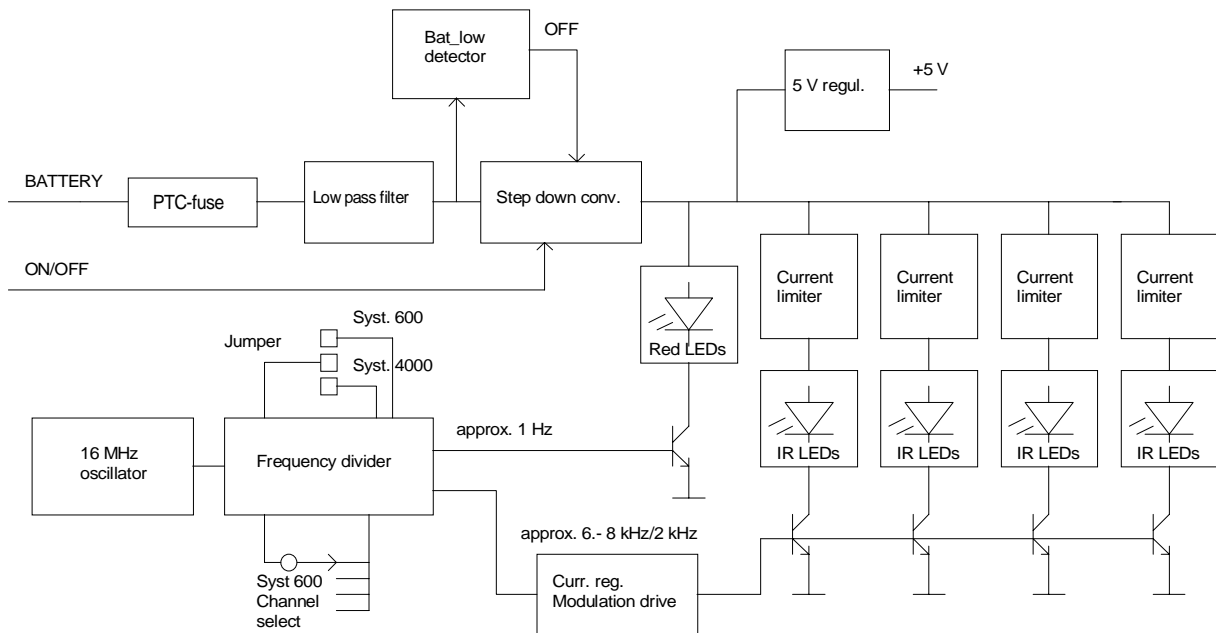 Bat_low
detector
OFF
5 V regul.
+5 V
BATTERY
PTC-fuse
Low pass filter
Step down conv.
ON/OFF
Current
limiter
Current
limiter
Current
limiter
Current
limiter
Syst. 600
Jumper
Syst. 4000
Red LEDs
16 MHz
oscillator
Frequency divider
approx. 1 Hz
IR LEDs
IR LEDs
IR LEDs
IR LEDs
approx. 6.- 8 kHz/2 kHz
Syst 600
Channel
select
Curr. reg.
Modulation drive